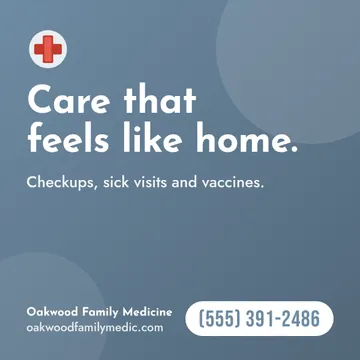 Care that
feels like home.
Checkups, sick visits and vaccines.
Oakwood Family Medicine
oakwoodfamilymedic.com
(555) 391-2486